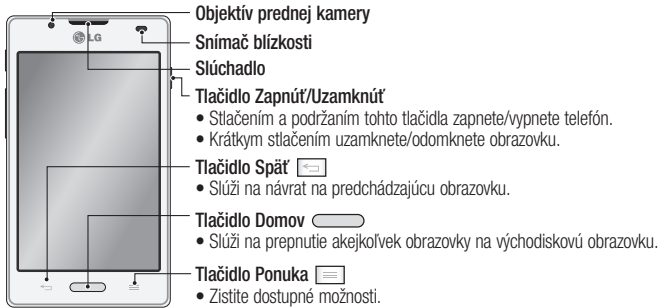 Objektív prednej kamery
LG
Snímač blízkosti
Slúchadlo
Tlačidlo Zapnúť/Uzamknúť
• Stlačením a podržaním tohto tlačidla zapnete/vypnete telefón.
• Krátkym stlačením uzamknete/odomknete obrazovku.
Tlačidlo Späť
• Slúži na návrat na predchádzajúcu obrazovku.
Tlačidlo Domov
• Slúži na prepnutie akejkoľvek obrazovky na východiskovú obrazovku.
Tlačidlo Ponuka
• Zistite dostupné možnosti.